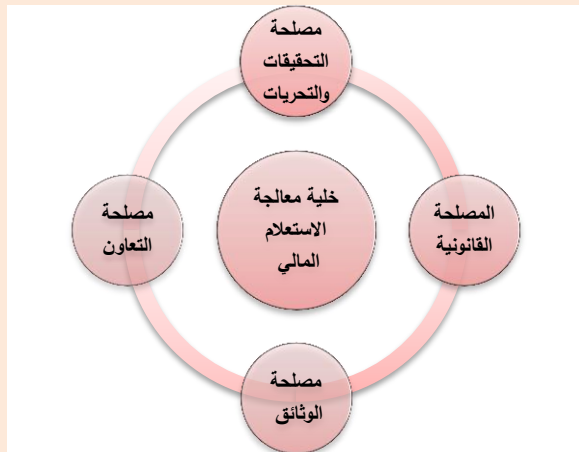 مصلحة
التحقيقات
والتحريات
المصلحة
القانونية
خلية معالجة
الاستعلام
المالي
مصلحة
التعاون
مصلحة
الوثائق